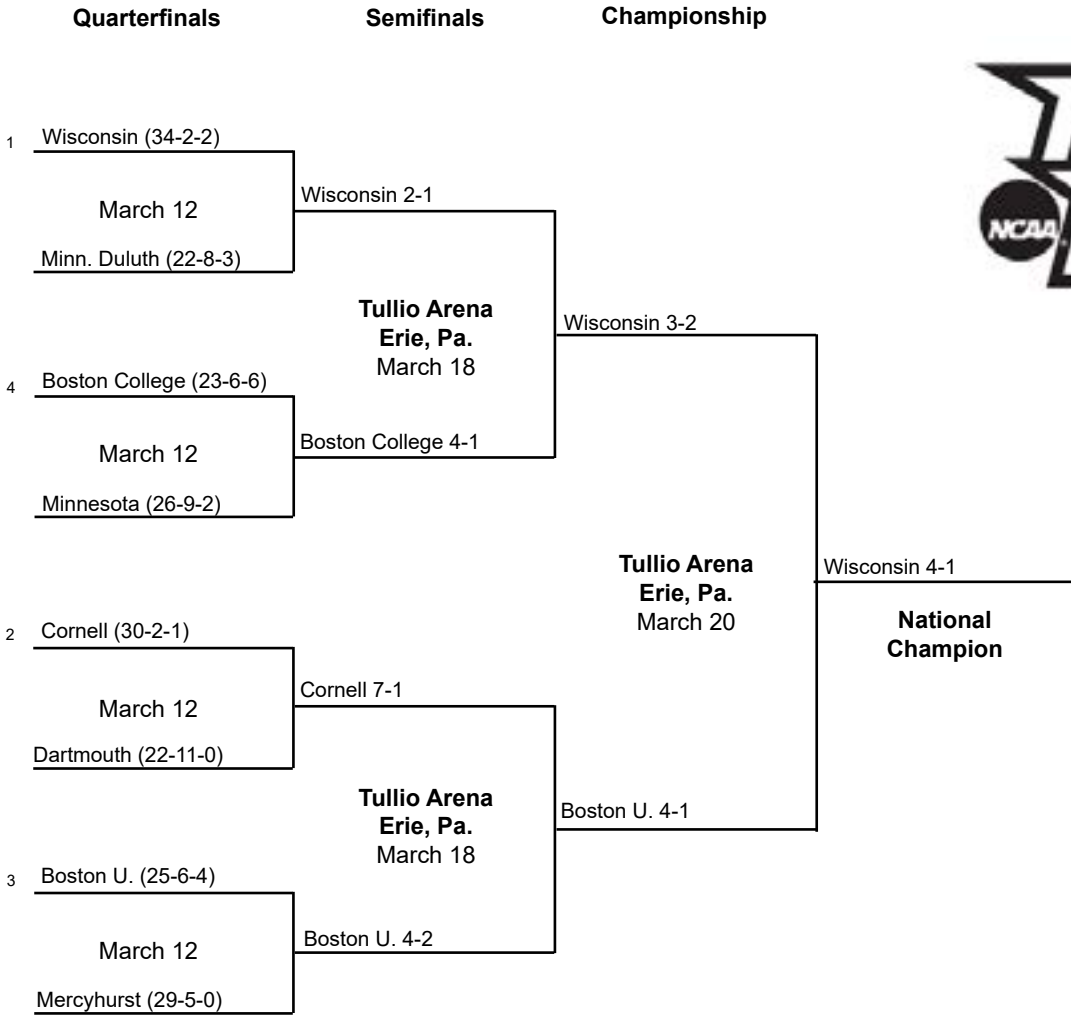 Quarterfinals Semifinals Championship
1 Wisconsin (34-2-2)
March 12
Minn. Duluth (22-8-3)
Wisconsin 2-1
Tullio Arena
Erie, Pa.
March 18
4 Boston College (23-6-6)
March 12
Minnesota (26-9-2)
Boston College 4-1
Wisconsin 3-2
2 Cornell (30-2-1)
March 12
Dartmouth (22-11-0)
Cornell 7-1
Tullio Arena
Erie, Pa.
March 18
3 Boston U. (25-6-4)
March 12
Mercyhurst (29-5-0)
Boston U. 4-2
Boston U. 4-1
Tullio Arena
Erie, Pa.
March 20
Wisconsin 4-1
National
Champion
NCAA